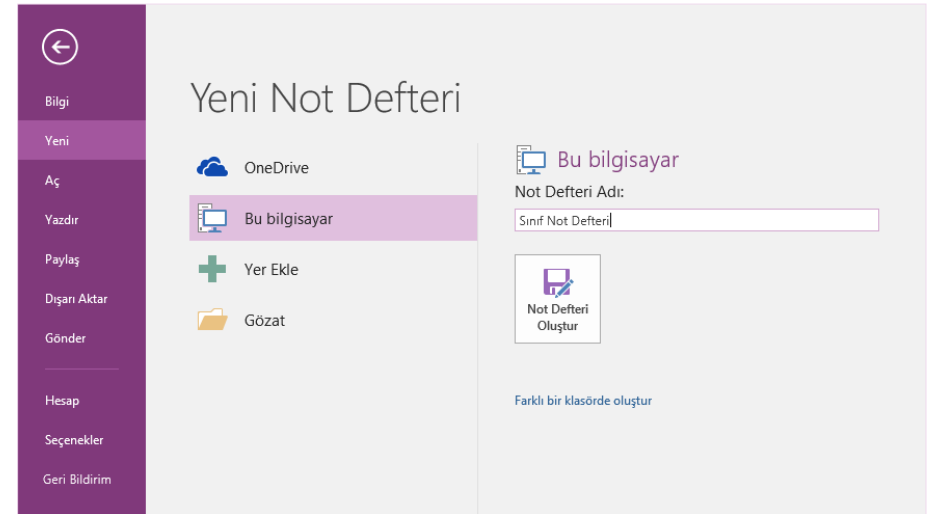 Bilgi
Yeni
Aç
Yazdır
Paylaş
Dışarı Aktar
Gönder
Hesap
Seçenekler
Geri Bildirim
Yeni Not Defteri
OneDrive
Bu bilgisayar
Yer Ekle
Gözat
Bu bilgisayar
Not Defteri Adı:
Sınıf Not Defteri
Not Defteri
Oluştur
Farklı bir klasörde oluştur